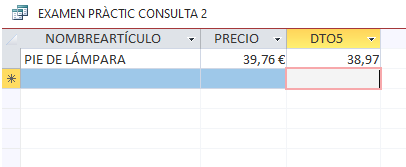 EXAMEN PRÀCTIC CONSULTA 2
NOMBREARTÍCULO PRECIO DTO5
PIE DE LÁMPARA 39,76 € 38,97